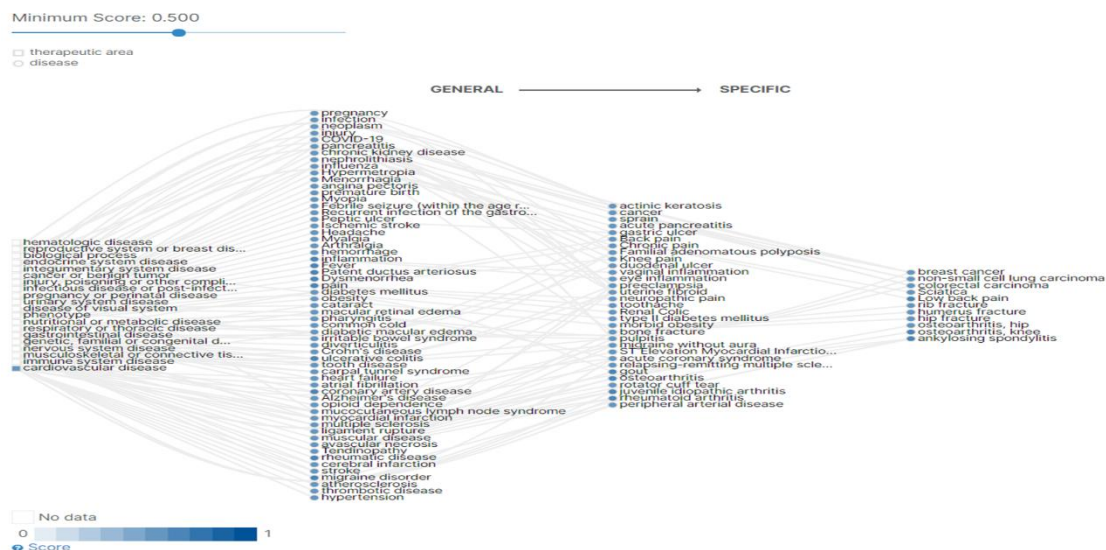 Minimum Score: 0.500
therapeutic area
disease
GENERAL
SPECIFIC
hematologic disease
reproductive system or breast dis...
biological process
endocrine system disease
integumentary system disease
cancer or benign tumor
injury, poisoning or other compli...
infectious disease or post-infect...
pregnancy or perinatal disease
urinary system disease
disease of visual system
phenotype
nutritional or metabolic disease
respiratory or thoracic disease
gastrointestinal disease
genetic, familial or congenital d...
nervous system disease
musculoskeletal or connective tis...
immune system disease
cardiovascular disease
pregnancy
infection
neoplasm
injury
COVID-19
pancreatitis
chronic kidney disease
nephrolithiasis
influenza
Hypermetropia
Menorrhagia
angina pectoris
premature birth
Myopia
Febrile seizure (within the age r...
Recurrent infection of the gastro...
Peptic ulcer
Ischemic stroke
Headache
Myalgia
Arthralgia
hemorrhage
inflammation
Fever
Patent ductus arteriosus
Dysmenorrhea
pain
diabetes mellitus
obesity
cataract
macular retinal edema
pharyngitis
common cold
diabetic macular edema
irritable bowel syndrome
diverticulitis
Crohn's disease
ulcerative colitis
tooth disease
carpal tunnel syndrome
heart failure
atrial fibrillation
coronary artery disease
Alzheimer's disease
opioid dependence
mucocutaneous lymph node syndrome
myocardial infarction
multiple sclerosis
ligament rupture
muscular disease
avascular necrosis
Tendinopathy
rheumatic disease
cerebral infarction
stroke
migraine disorder
atherosclerosis
thrombotic disease
hypertension
actinic keratosis
cancer
sprain
acute pancreatitis
gastric ulcer
Back pain
Chronic pain
Familial adenomatous polyposis
Knee pain
duodenal ulcer
vaginal inflammation
eye inflammation
preeclampsia
uterine fibroid
neuropathic pain
toothache
Renal Colic
type II diabetes mellitus
morbid obesity
bone fracture
pulpitis
migraine without aura
ST Elevation Myocardial Infarctio...
acute coronary syndrome
relapsing-remitting multiple scle...
gout
osteoarthritis
rotator cuff tear
juvenile idiopathic arthritis
rheumatoid arthritis
peripheral arterial disease
breast cancer
non-small cell lung carcinoma
colorectal carcinoma
Sciatica
Low back pain
rib fracture
humerus fracture
hip fracture
osteoarthritis, hip
osteoarthritis, knee
ankylosing spondylitis
No data
0
1
Score